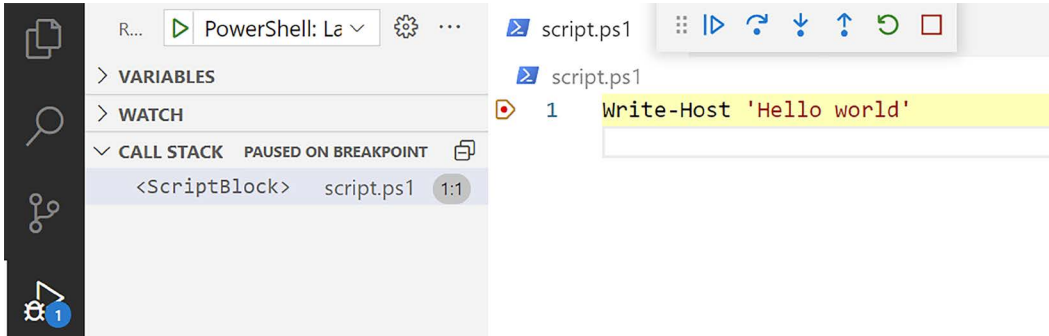 R... PowerShell: La
VARIABLES
WATCH
CALL STACK PAUSED ON BREAKPOINT
<ScriptBlock> script.ps1 1:1
1
script.ps1
script.ps1
1 Write-Host 'Hello world'